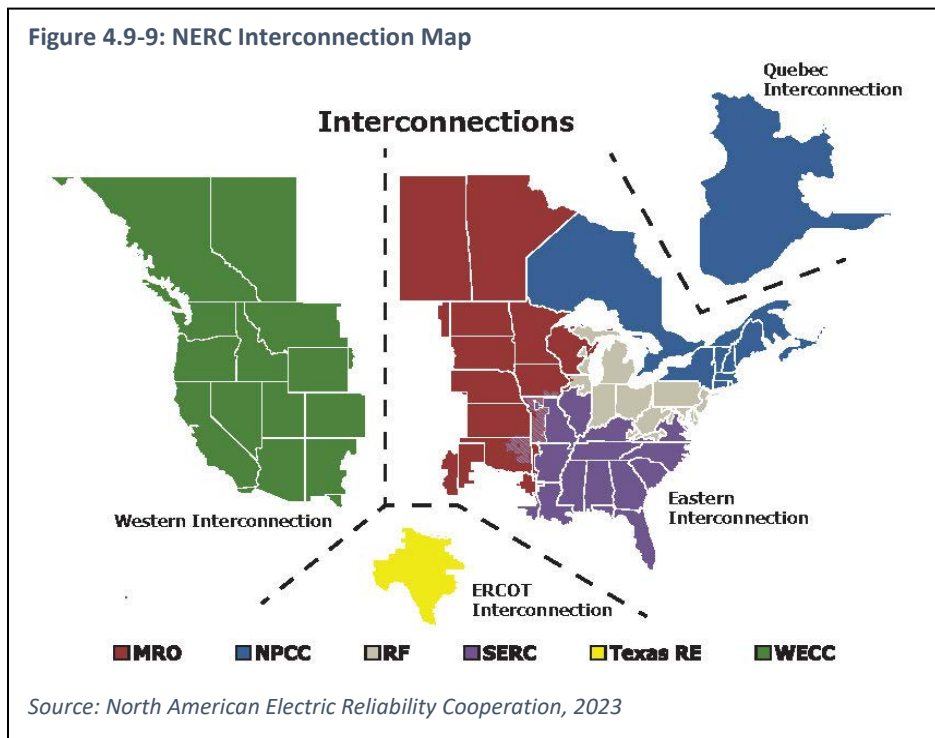 Figure 4.9-9: NERC Interconnection Map
Quebec
Interconnection
Interconnections
Western Interconnection
Eastern
Interconnection
ERCOT
Interconnection
MRO
NPCC
RF
SERC
Texas RE
WECC
Source: North American Electric Reliability Cooperation, 2023